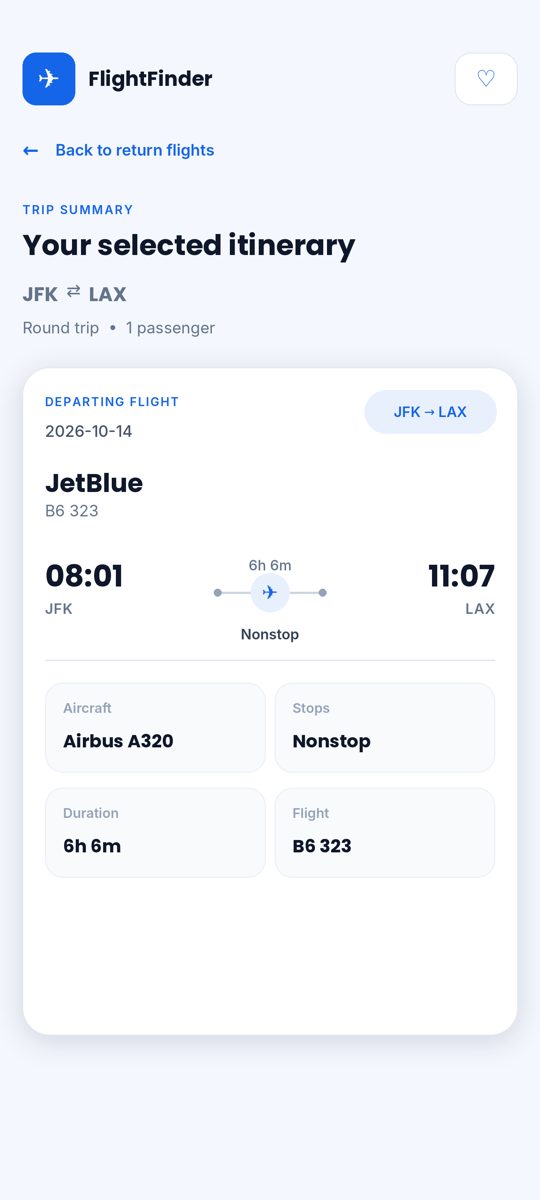 FlightFinder
← Back to return flights
TRIP SUMMARY
Your selected itinerary
JFK ⇄ LAX
Round trip • 1 passenger
DEPARTING FLIGHT
JFK → LAX
2026-10-14
JetBlue
B6 323
6h 6m
08:01
11:07
JFK
LAX
Nonstop
Aircraft
Airbus A320
Stops
Nonstop
Duration
6h 6m
Flight
B6 323